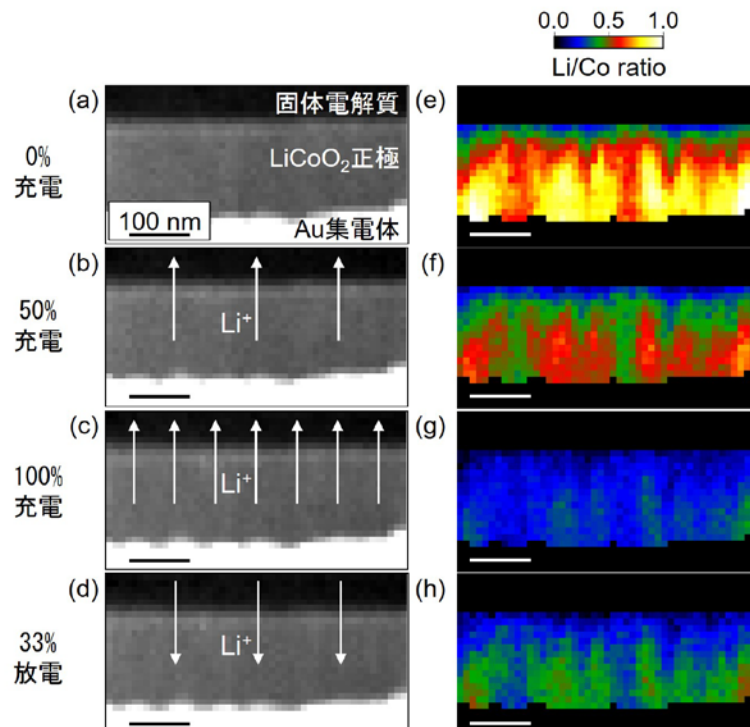 0.0 0.5 1.0
Li/Co ratio
(a)
固体電解質
(e)
0%
充電
LiCoO₂正極
100 nm
Au集電体
(b)
(f)
50%
充電
Li⁺
(c)
(g)
100%
充電
Li⁺
(d)
(h)
33%
放電
Li⁺